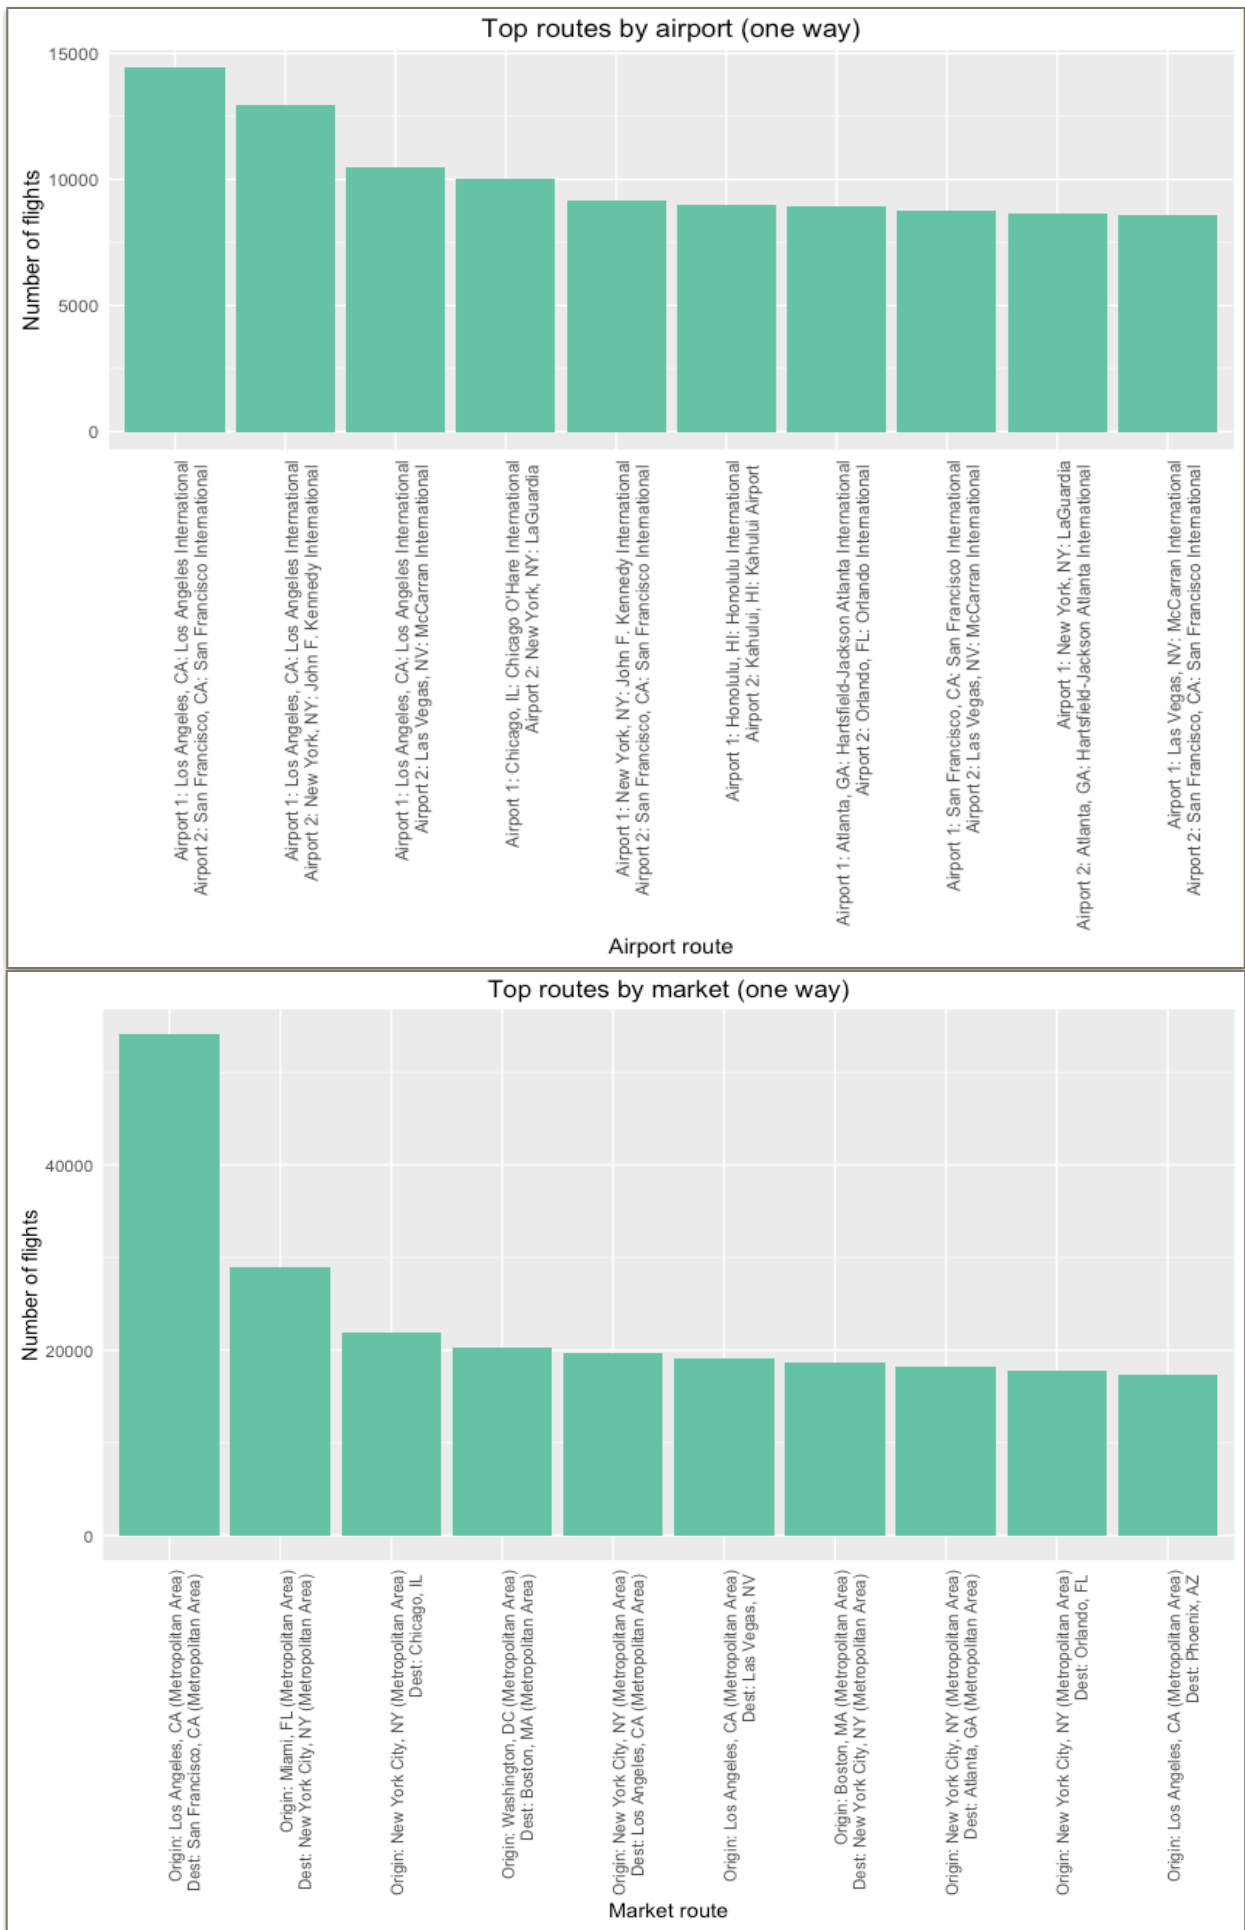 Top routes by airport (one way)
Number of flights
15000
10000
5000
0
Airport 1: Los Angeles, CA: Los Angeles International
Airport 2: San Francisco, CA: San Francisco International
Airport 1: Los Angeles, CA: Los Angeles International
Airport 2: New York, NY: John F. Kennedy International
Airport 1: Los Angeles, CA: Los Angeles International
Airport 2: Las Vegas, NV: McCarran International
Airport 1: Chicago, IL: Chicago O'Hare International
Airport 2: New York, NY: LaGuardia
Airport 1: New York, NY: John F. Kennedy International
Airport 2: San Francisco, CA: San Francisco International
Airport 1: Honolulu, HI: Honolulu International
Airport 2: Kahului, HI: Kahului Airport
Airport 1: Atlanta, GA: Hartsfield-Jackson Atlanta International
Airport 2: Orlando, FL: Orlando International
Airport 1: San Francisco, CA: San Francisco International
Airport 2: Las Vegas, NV: McCarran International
Airport 1: New York, NY: LaGuardia
Airport 2: Atlanta, GA: Hartsfield-Jackson Atlanta International
Airport 1: Las Vegas, NV: McCarran International
Airport 2: San Francisco, CA: San Francisco International
Airport route
Top routes by market (one way)
Number of flights
40000
20000
0
Origin: Los Angeles, CA (Metropolitan Area)
Dest: San Francisco, CA (Metropolitan Area)
Origin: Miami, FL (Metropolitan Area)
Dest: New York City, NY (Metropolitan Area)
Origin: New York City, NY (Metropolitan Area)
Dest: Chicago, IL
Origin: Washington, DC (Metropolitan Area)
Dest: Boston, MA (Metropolitan Area)
Origin: New York City, NY (Metropolitan Area)
Dest: Los Angeles, CA (Metropolitan Area)
Origin: Los Angeles, CA (Metropolitan Area)
Dest: Las Vegas, NV
Origin: Boston, MA (Metropolitan Area)
Dest: New York City, NY (Metropolitan Area)
Origin: New York City, NY (Metropolitan Area)
Dest: Atlanta, GA (Metropolitan Area)
Origin: New York City, NY (Metropolitan Area)
Dest: Orlando, FL
Origin: Los Angeles, CA (Metropolitan Area)
Dest: Phoenix, AZ
Market route